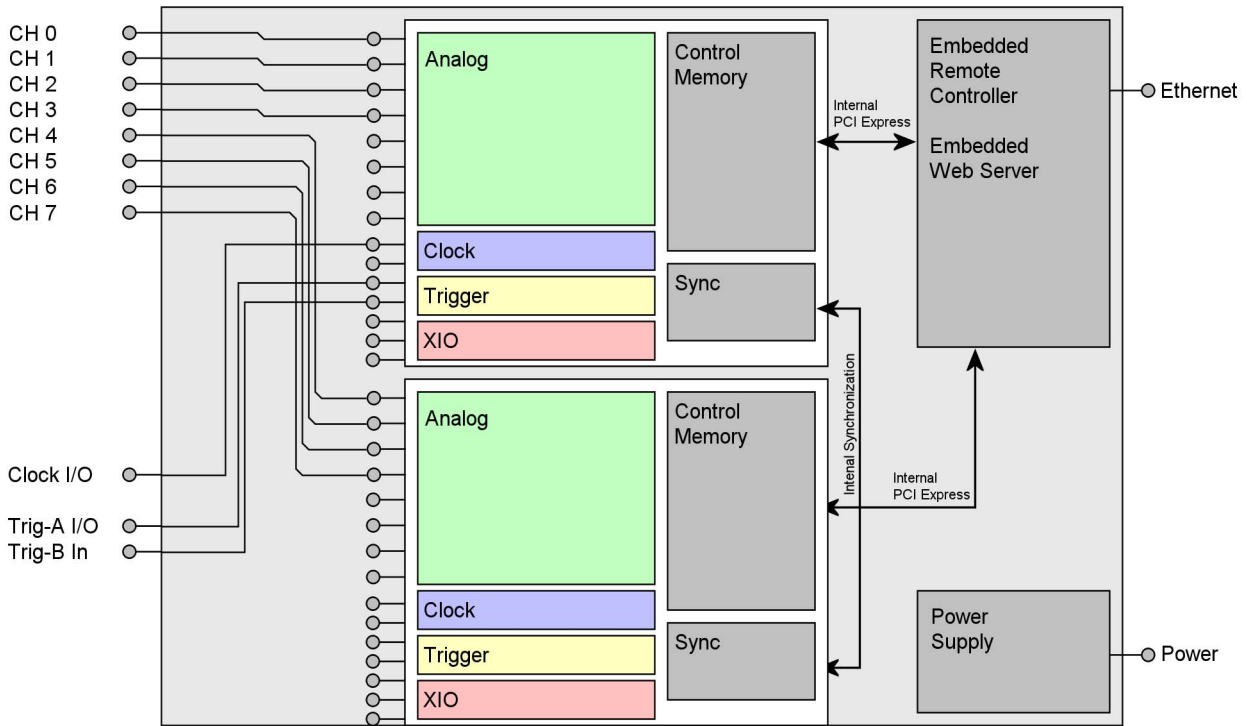 CH 0
CH 1
CH 2
CH 3
CH 4
CH 5
CH 6
CH 7
Clock I/O
Trig-A I/O
Trig-B In
Analog
Clock
Trigger
XIO
Control
Memory
Sync
Analog
Clock
Trigger
XIO
Control
Memory
Sync
Internal
PCI Express
Intenal Synchronization
Internal
PCI Express
Embedded
Remote
Controller
Embedded
Web Server
Power
Supply
Ethernet
Power